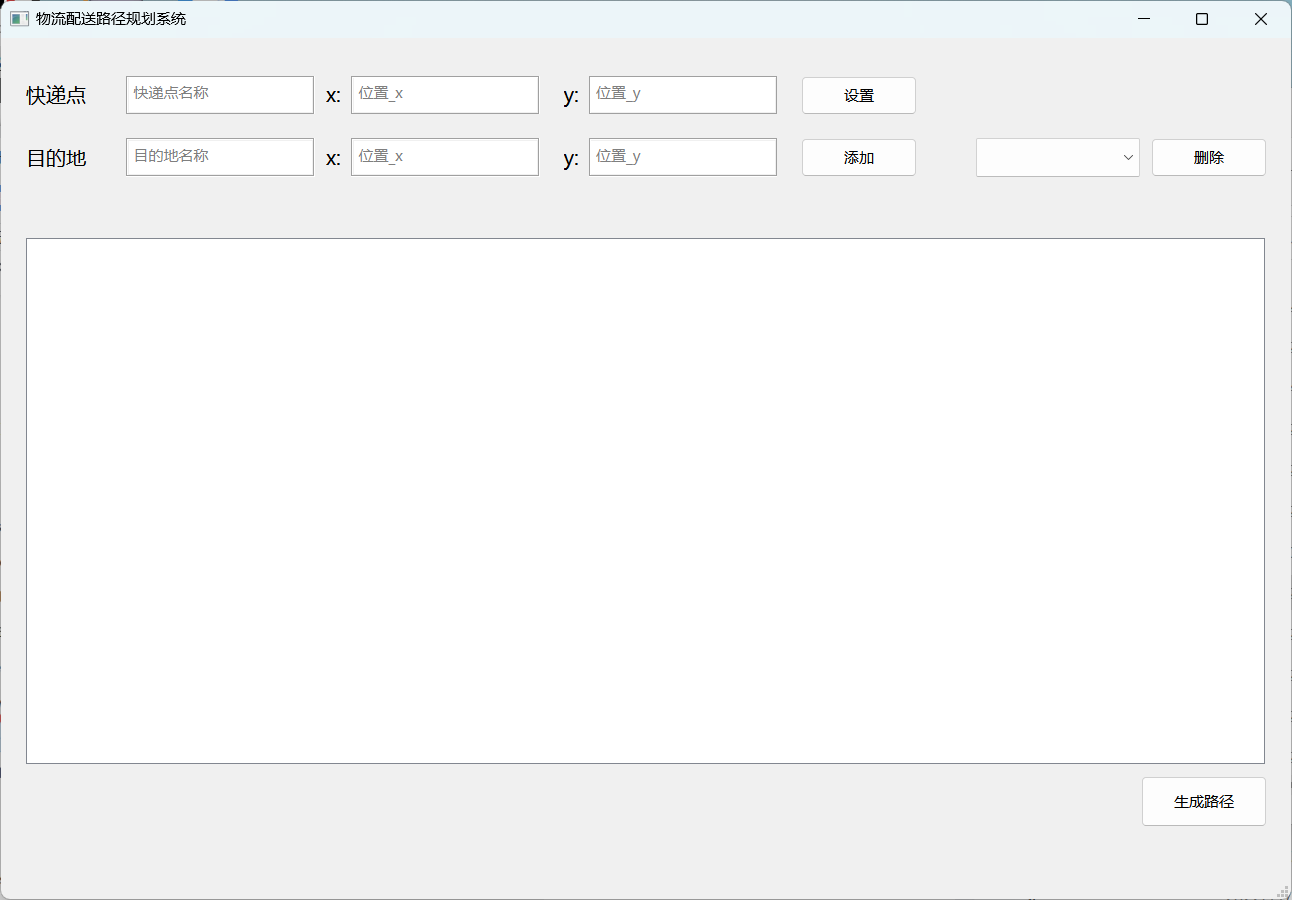 物流配送路径规划系统
快递点 快递点名称 x: 位置_x y: 位置_y 设置
目的地 目的地名称 x: 位置_x y: 位置_y 添加 删除
生成路径